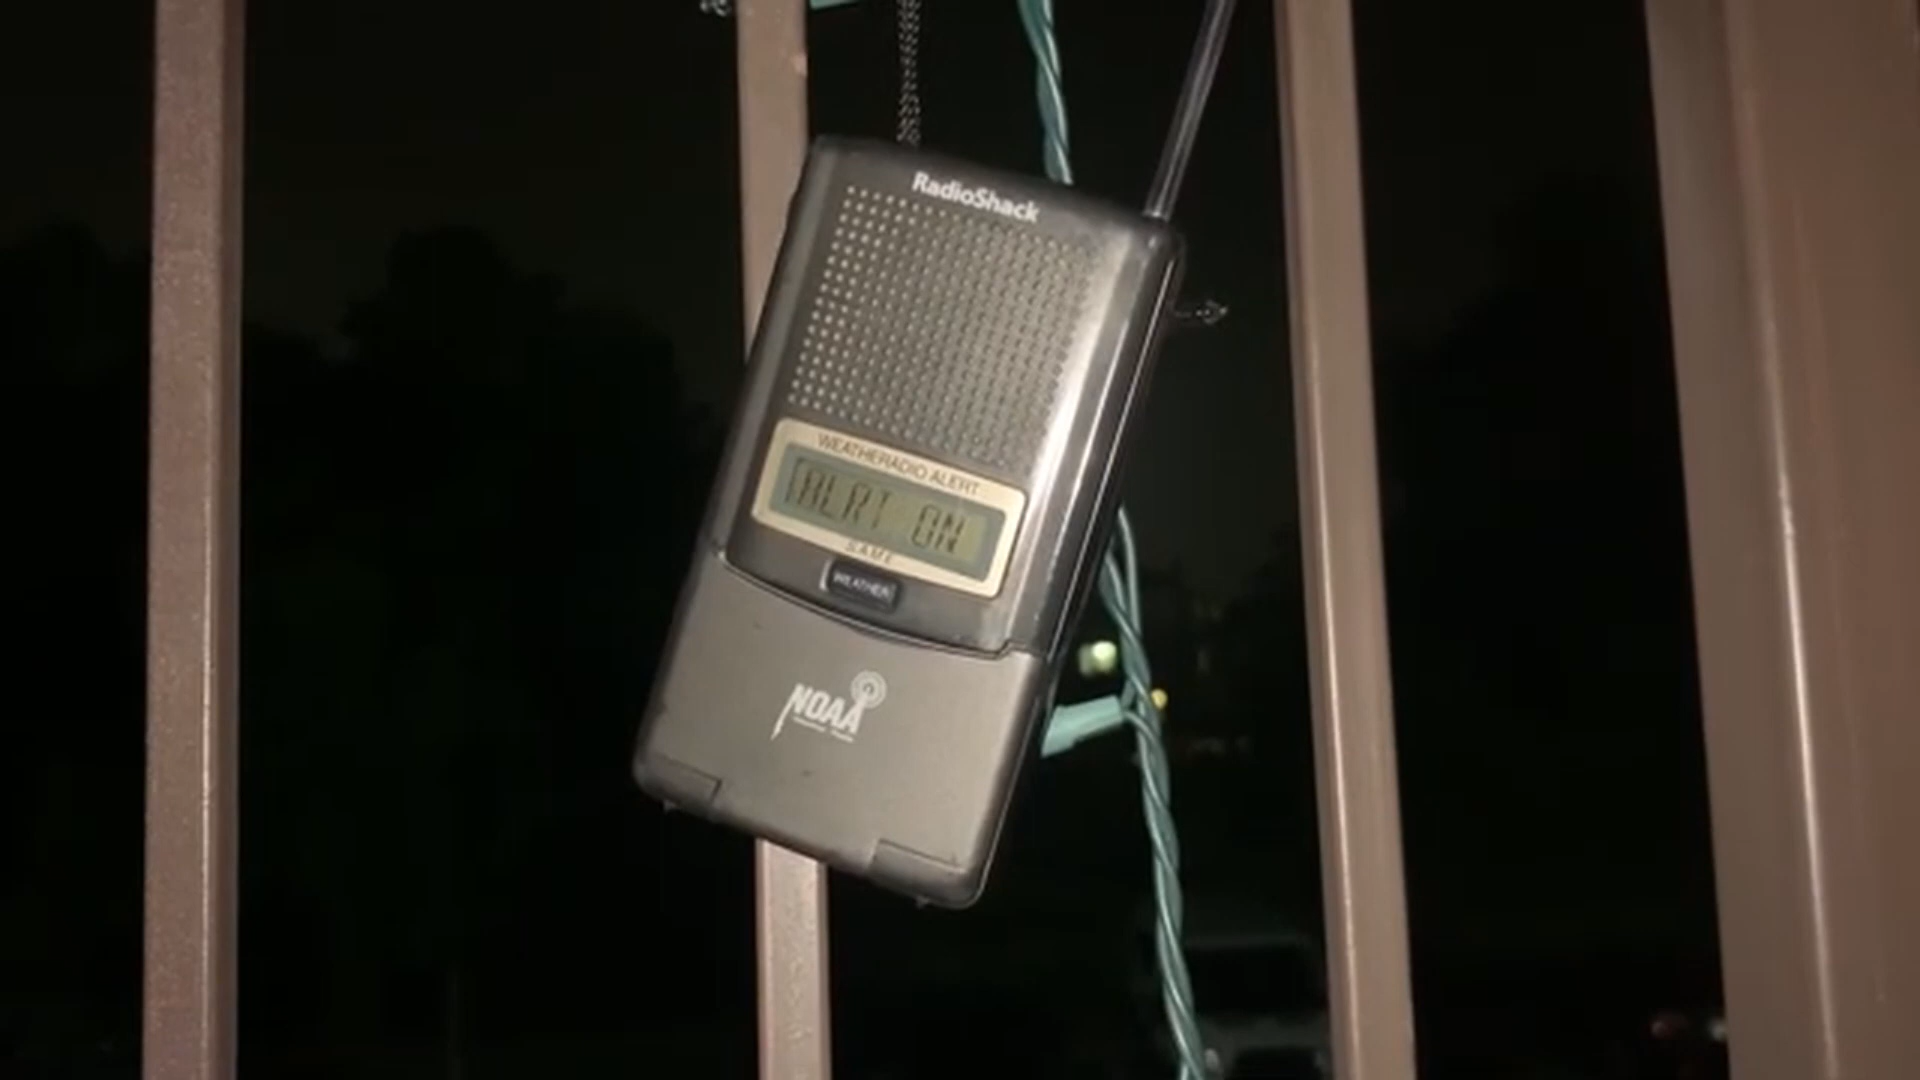 RadioShack
WEATHERADIO ALERT
ALRT ON
S.A.M.E.
WEATHER
NOAA